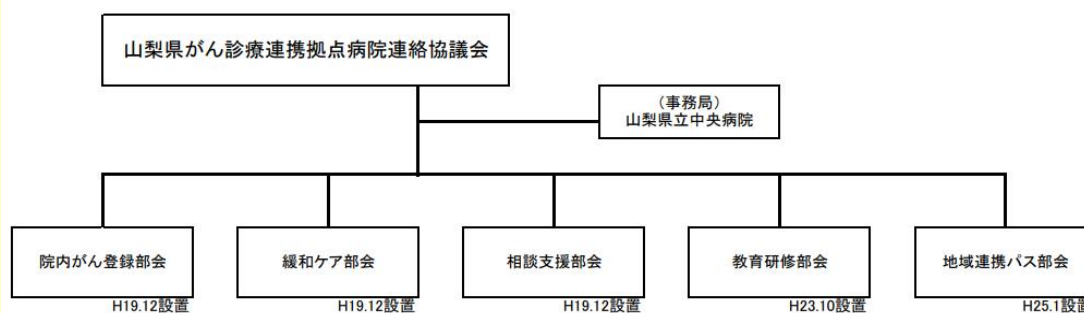 山梨県がん診療連携拠点病院連絡協議会
（事務局）
山梨県立中央病院
院内がん登録部会
緩和ケア部会
相談支援部会
教育研修部会
地域連携パス部会
H19.12設置
H19.12設置
H19.12設置
H23.10設置
H25.1設置